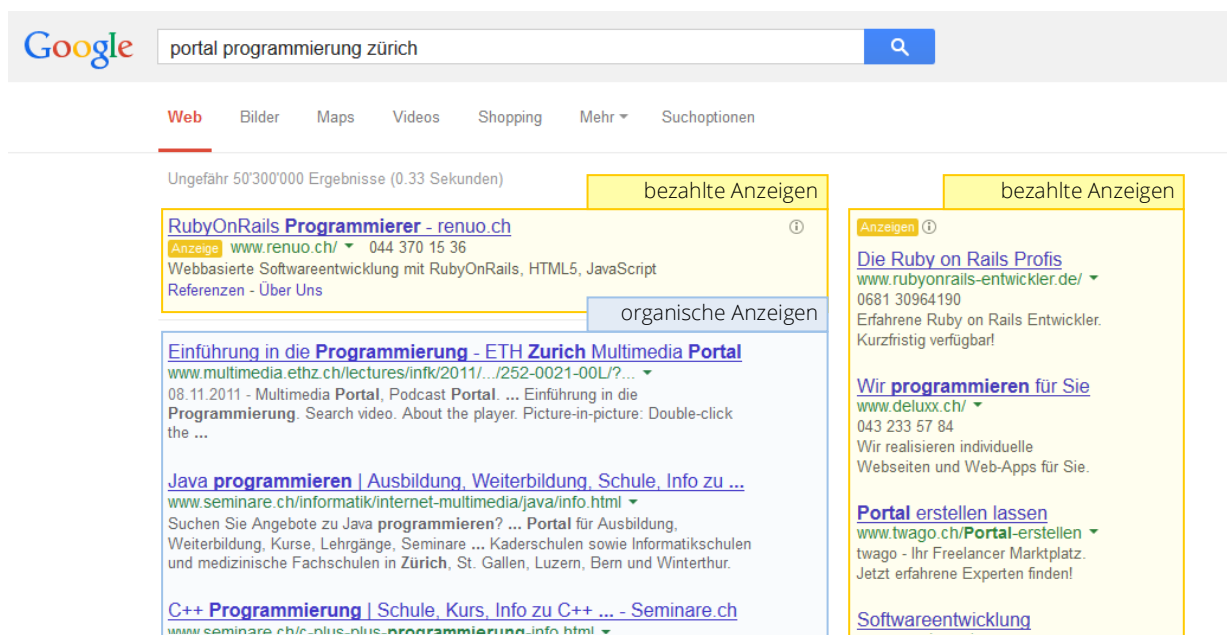 Google
portal programmierung zürich
Web Bilder Maps Videos Shopping Mehr Suchoptionen
Ungefähr 50'300'000 Ergebnisse (0.33 Sekunden)
bezahlte Anzeigen
RubyOnRails Programmierer - renuo.ch
Anzeige www.renuo.ch/ 044 370 15 36
Webbasierte Softwareentwicklung mit RubyOnRails, HTML5, JavaScript
Referenzen - Über Uns
organische Anzeigen
Einführung in die Programmierung - ETH Zurich Multimedia Portal
www.multimedia.ethz.ch/lectures/infk/2011/.../252-0021-00L/?...
08.11.2011 - Multimedia Portal, Podcast Portal. ... Einführung in die
Programmierung. Search video. About the player. Picture-in-picture: Double-click
the ...
Java programmieren | Ausbildung, Weiterbildung, Schule, Info zu ...
www.seminare.ch/informatik/internet-multimedia/java/info.html
Suchen Sie Angebote zu Java programmieren? ... Portal für Ausbildung,
Weiterbildung, Kurse, Lehrgänge, Seminare ... Kaderschulen sowie Informatikschulen
und medizinische Fachschulen in Zürich, St. Gallen, Luzern, Bern und Winterthur.
C++ Programmierung | Schule, Kurs, Info zu C++ ... - Seminare.ch
www.seminare.ch/c-plus-plus-programmierung-info.html
bezahlte Anzeigen
Anzeigen
Die Ruby on Rails Profis
www.rubyonrails-entwickler.de/
0681 30964190
Erfahrene Ruby on Rails Entwickler.
Kurzfristig verfügbar!
Wir programmieren für Sie
www.deluxx.ch/
043 233 57 84
Wir realisieren individuelle
Webseiten und Web-Apps für Sie.
Portal erstellen lassen
www.twago.ch/Portal-erstellen
twago - Ihr Freelancer Marktplatz.
Jetzt erfahrene Experten finden!
Softwareentwicklung